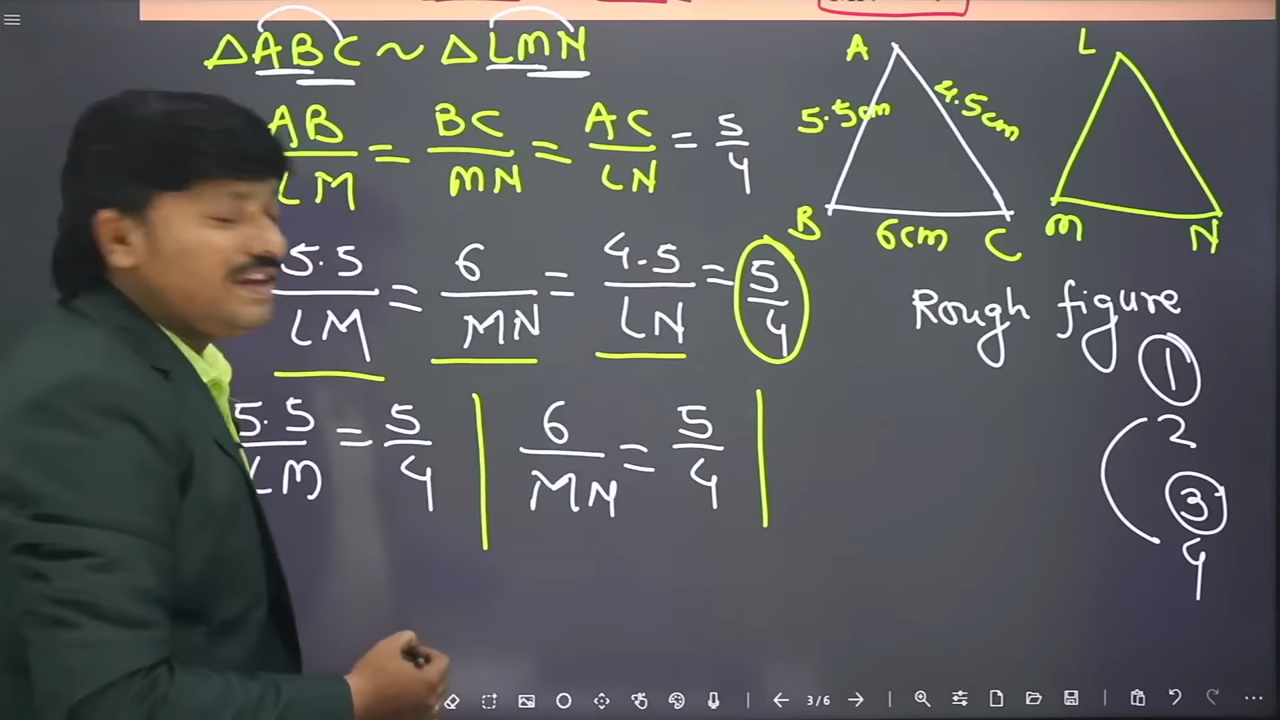 △ABC ~ △LMN
AB/LM = BC/MN = AC/LN = 5/4
5.5/LM = 6/MN = 4.5/LN = 5/4
5.5/LM = 5/4 | 6/MN = 5/4 |
A
5.5cm 4.5cm
B 6cm C
L
M N
Rough figure
1
2
3
4
3/6